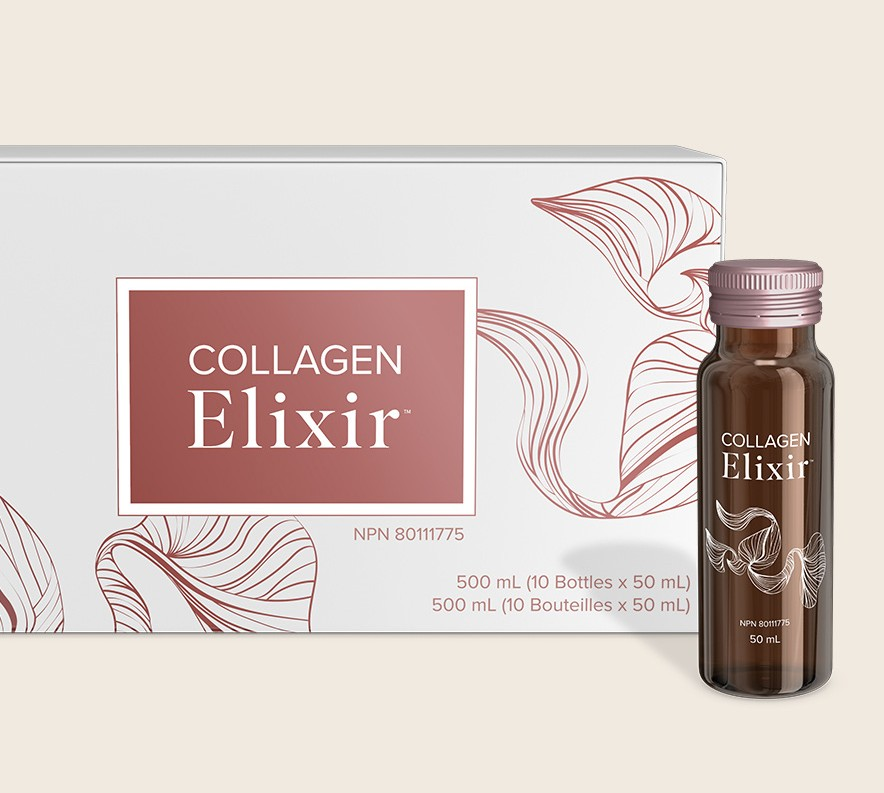 COLLAGEN
Elixir™
NPN 80111775
500 mL (10 Bottles x 50 mL)
500 mL (10 Bouteilles x 50 mL)
COLLAGEN
Elixir™
NPN 80111775
50 mL